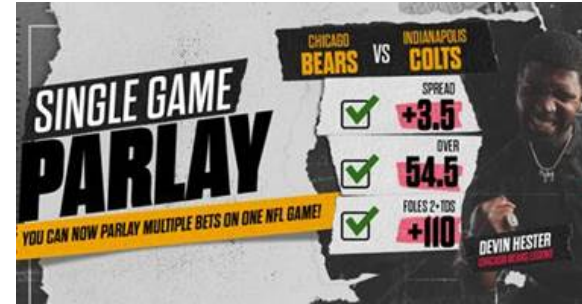 SINGLE GAME
PARLAY
YOU CAN NOW PARLAY MULTIPLE BETS ON ONE NFL GAME!
CHICAGO
BEARS
VS
INDIANAPOLIS
COLTS
SPREAD
+3.5
OVER
54.5
FOLES 2+ TDS
+110
DEVIN HESTER
CHICAGO BEARS LEGEND